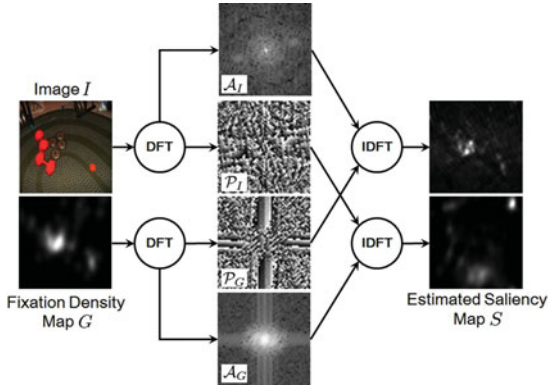 Image I
A_I
DFT
P_I
IDFT
DFT
P_G
IDFT
Fixation Density
Map G
A_G
Estimated Saliency
Map S